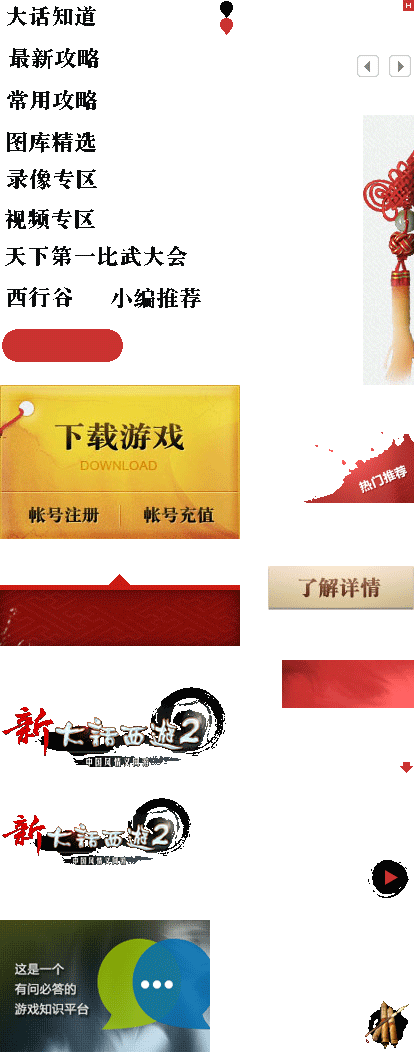 大话知道
H
最新攻略
常用攻略
图库精选
录像专区
视频专区
天下第一比武大会
西行谷 小编推荐
下载游戏
DOWNLOAD
热门推荐
帐号注册 帐号充值
了解详情
新大话西遊2
新大话西遊2
这是一个
有问必答的
游戏知识平台